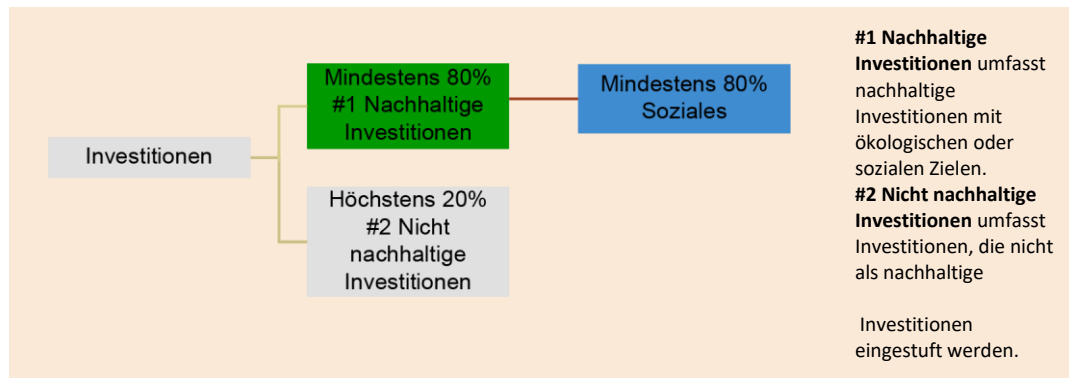 Investitionen
Mindestens 80%
#1 Nachhaltige
Investitionen
Mindestens 80%
Soziales
Höchstens 20%
#2 Nicht
nachhaltige
Investitionen
#1 Nachhaltige
Investitionen umfasst
nachhaltige
Investitionen mit
ökologischen oder
sozialen Zielen.
#2 Nicht nachhaltige
Investitionen umfasst
Investitionen, die nicht
als nachhaltige
Investitionen
eingestuft werden.